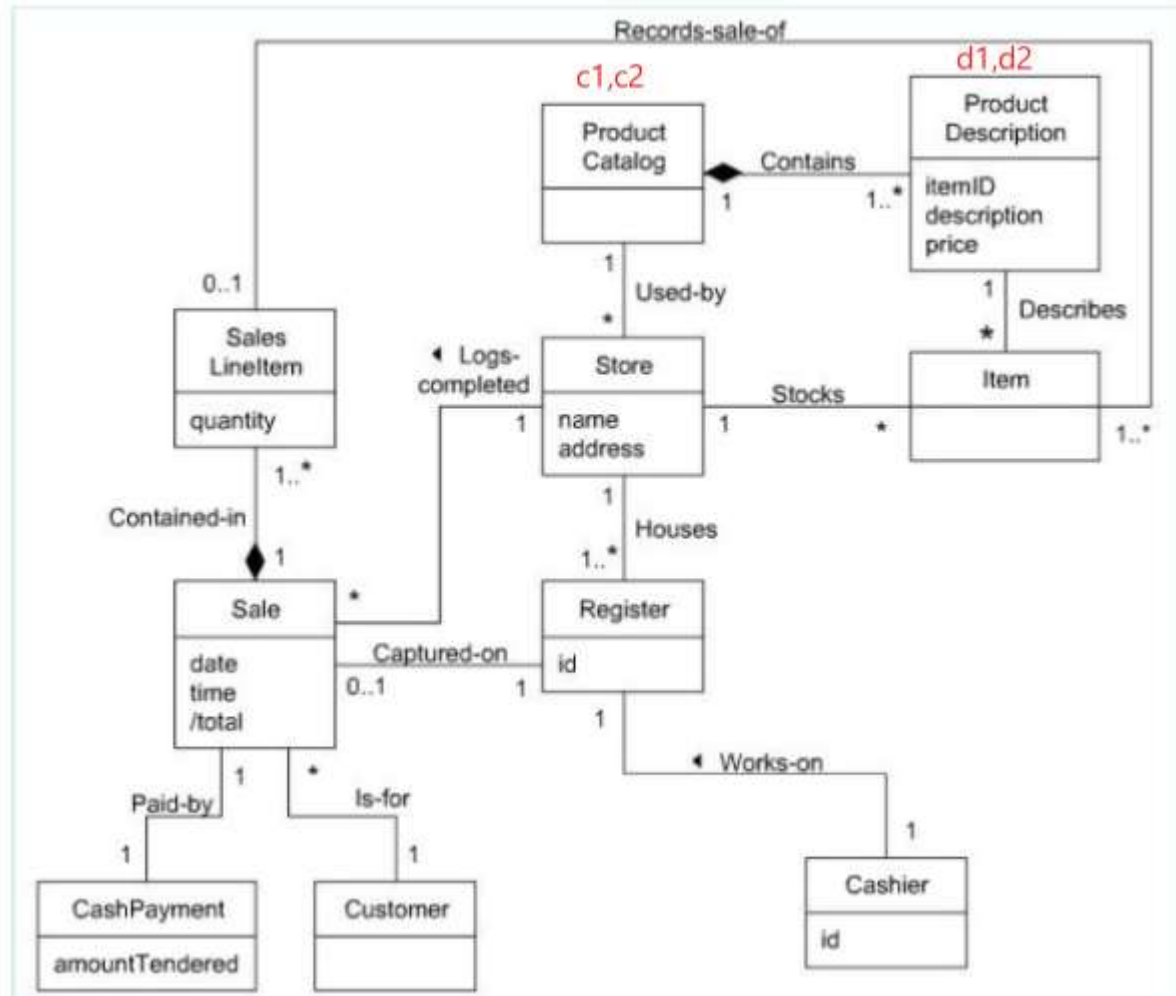 Records-sale-of
c1,c2
d1,d2
Product
Catalog
Contains
1
1..*
Product
Description
itemID
description
price
1
Used-by
*
1
Describes
*
0..1
Sales
LineItem
quantity
◄ Logs-
completed
1
Store
name
address
Stocks
1
*
Item
1..*
1..*
Contained-in
1
1
Houses
1..*
*
Sale
date
time
/total
Captured-on
0..1
1
Register
id
1
◄ Works-on
1
Paid-by
1
*
Is-for
1
1
CashPayment
amountTendered
Customer
Cashier
id